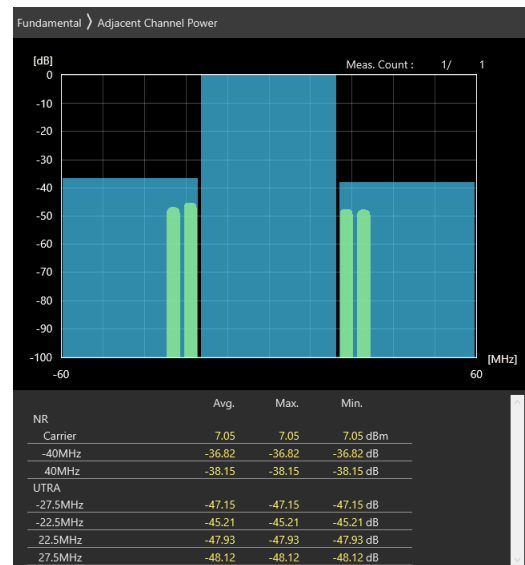 Fundamental 〉 Adjacent Channel Power
[dB]
Meas. Count : 1/ 1
0
-10
-20
-30
-40
-50
-60
-70
-80
-90
-100
[MHz]
-60 60
Avg. Max. Min.
NR
Carrier 7.05 7.05 7.05 dBm
-40MHz -36.82 -36.82 -36.82 dB
40MHz -38.15 -38.15 -38.15 dB
UTRA
-27.5MHz -47.15 -47.15 -47.15 dB
-22.5MHz -45.21 -45.21 -45.21 dB
22.5MHz -47.93 -47.93 -47.93 dB
27.5MHz -48.12 -48.12 -48.12 dB